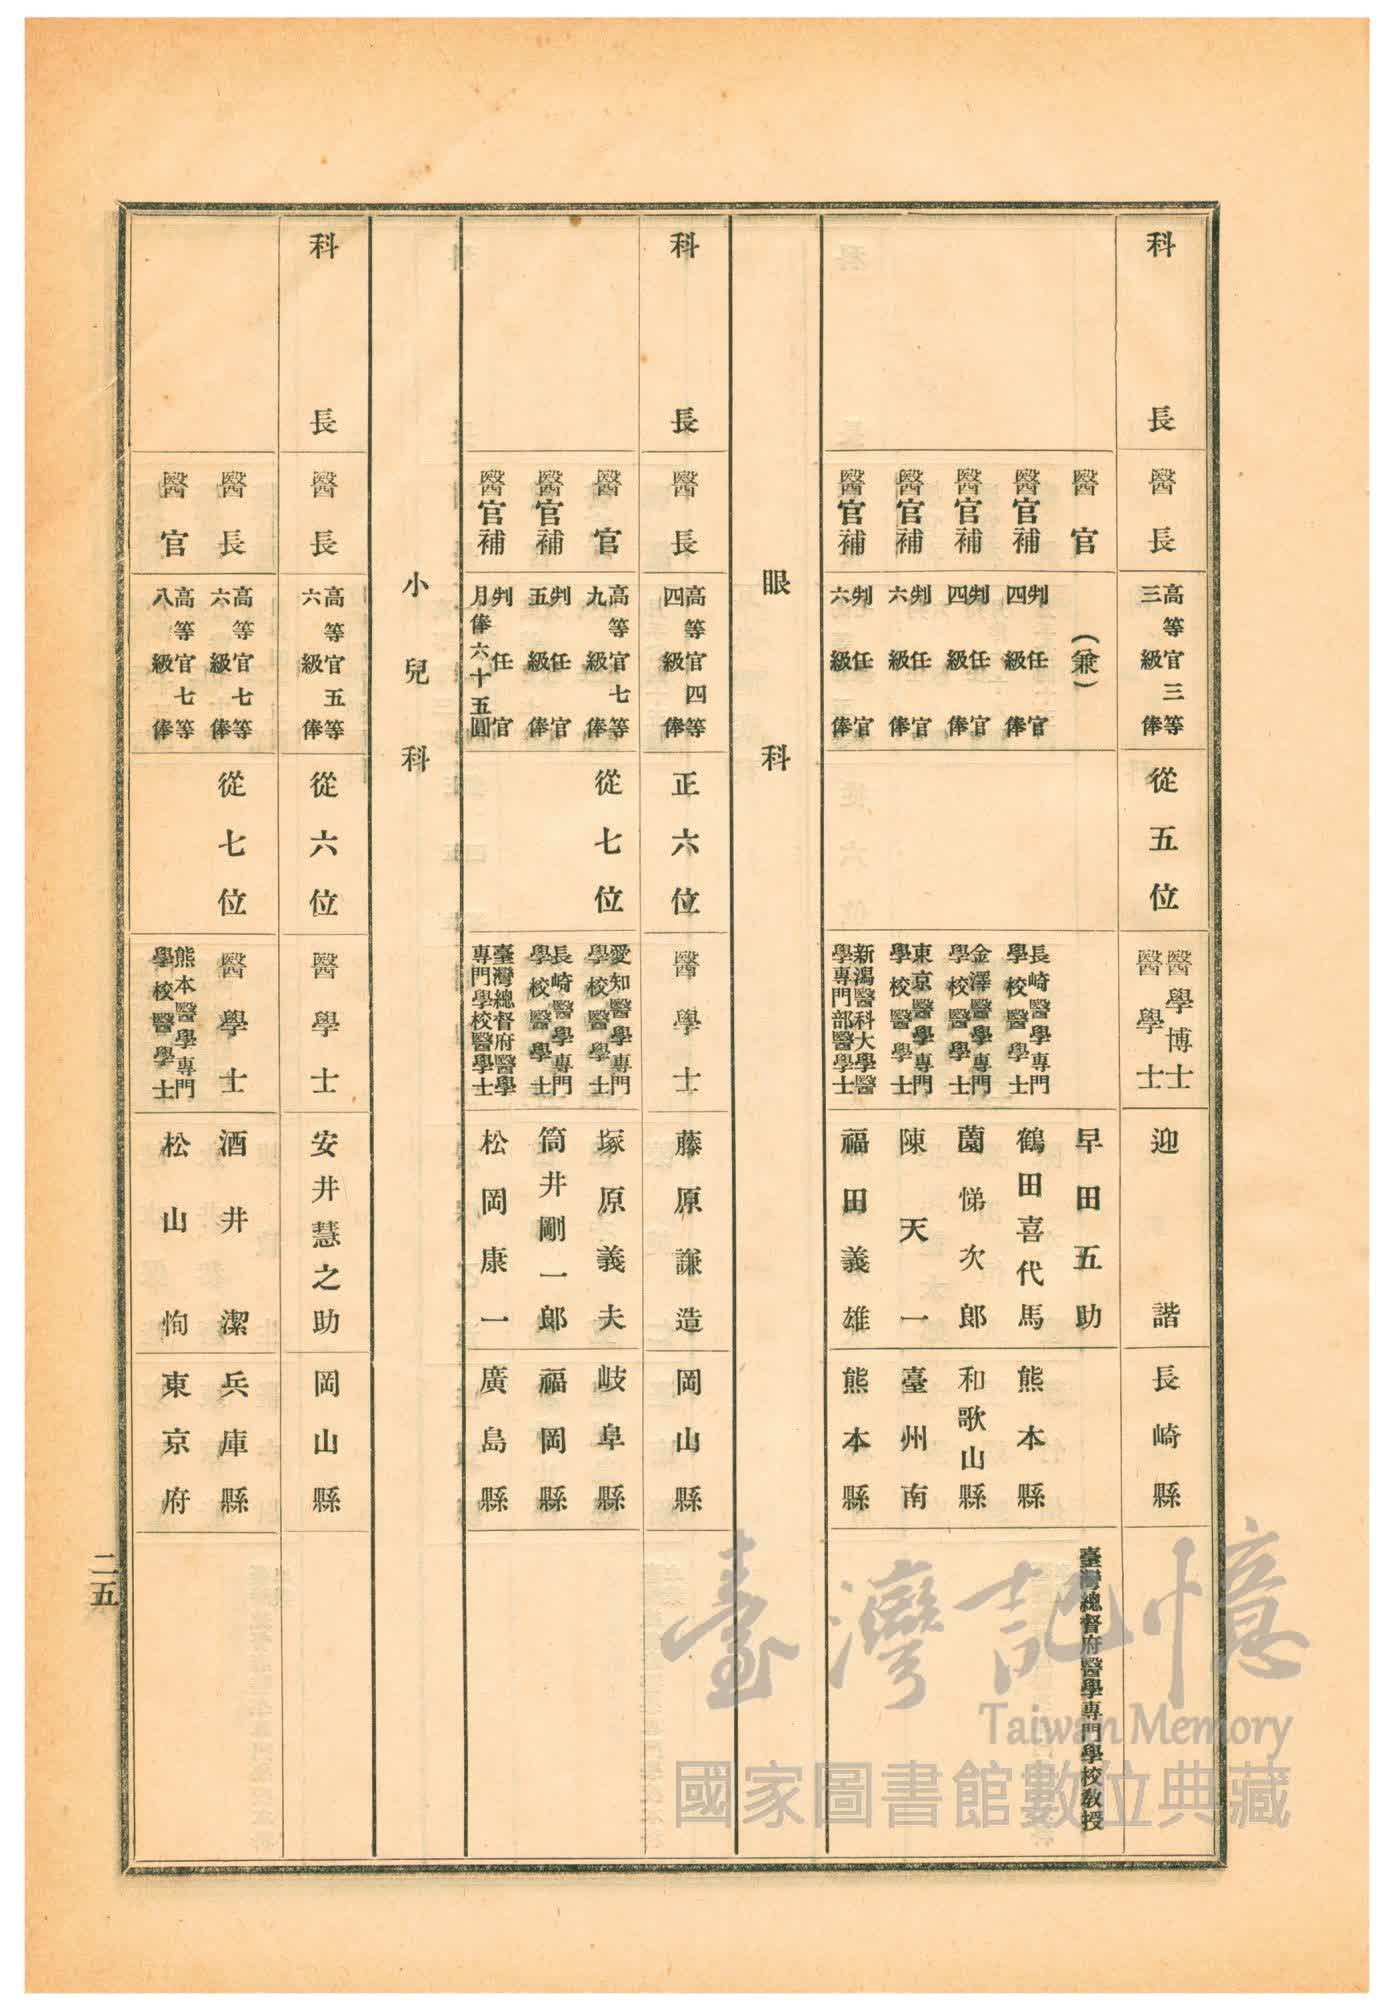 科長 醫長 高等官三等三級俸 從五位 醫學博士醫學士 迎諧 長崎縣
醫官 (兼) 早田五助 臺灣總督府醫學專門學校敎授
醫官補 判任官四級俸 長崎醫學專門學校醫學士 鶴田喜代馬 熊本縣
醫官補 判任官四級俸 金澤醫學專門學校醫學士 薗悌次郎 和歌山縣
醫官補 判任官六級俸 東京醫學專門學校醫學士 陳天一 臺州南
醫官補 判任官六級俸 新潟醫科大學醫學專門部醫學士 福田義雄 熊本縣
眼科
科長 醫長 高等官四等四級俸 正六位 醫學士 藤原謙造 岡山縣
醫官 高等官七等九級俸 從七位 愛知醫學專門學校醫學士 塚原義夫 岐阜縣
醫官補 判任官五級俸 長崎醫學專門學校醫學士 筒井剛一郎 福岡縣
醫官補 判任官月俸六十五圓 臺灣總督府醫學專門學校醫學士 松岡康一 廣島縣
小兒科
科長 醫長 高等官五等六級俸 從六位 醫學士 安井慧之助 岡山縣
醫長 高等官七等六級俸 從七位 醫學士 酒井潔 兵庫縣
醫官 高等官七等八級俸 熊本醫學專門學校醫學士 松山恂 東京府
二五
臺灣記憶
Taiwan Memory
國家圖書館數位典藏